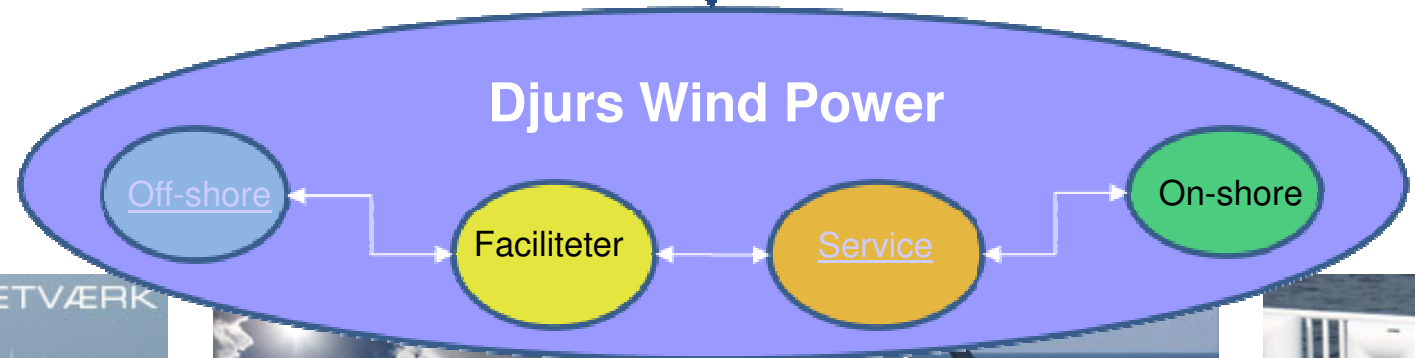 Djurs Wind Power
Off-shore
On-shore
Faciliteter
Service
ETVÆRK